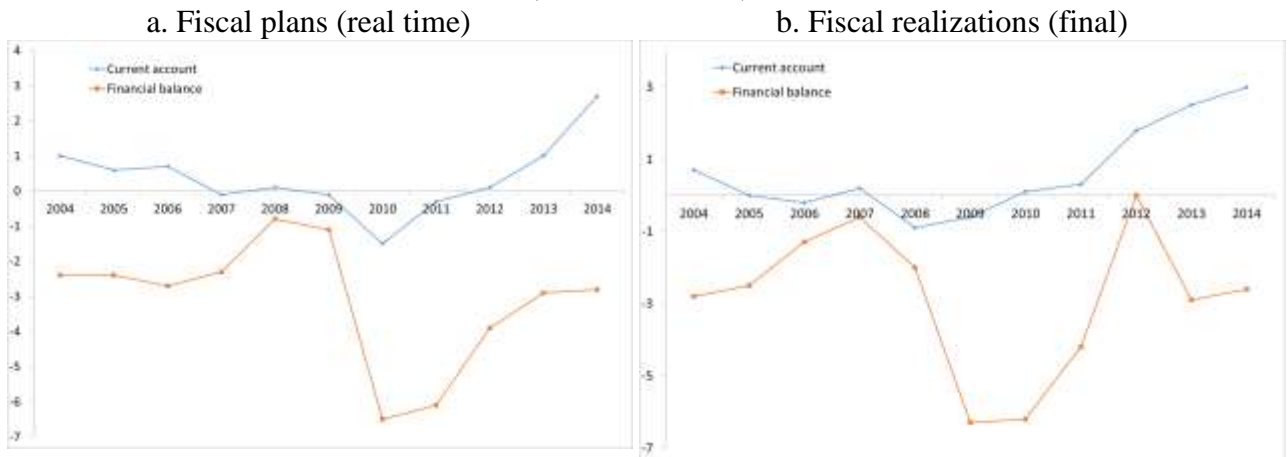 a. Fiscal plans (real time)
b. Fiscal realizations (final)
4
3
2
1
0
-1
-2
-3
-4
-5
-6
-7
Current account
Financial balance
2004 2005 2006 2007 2008 2009 2010 2011 2012 2013 2014
3
1
-1
-3
-5
-7
Current account
Financial balance
2004 2005 2006 2007 2008 2009 2010 2011 2012 2013 2014